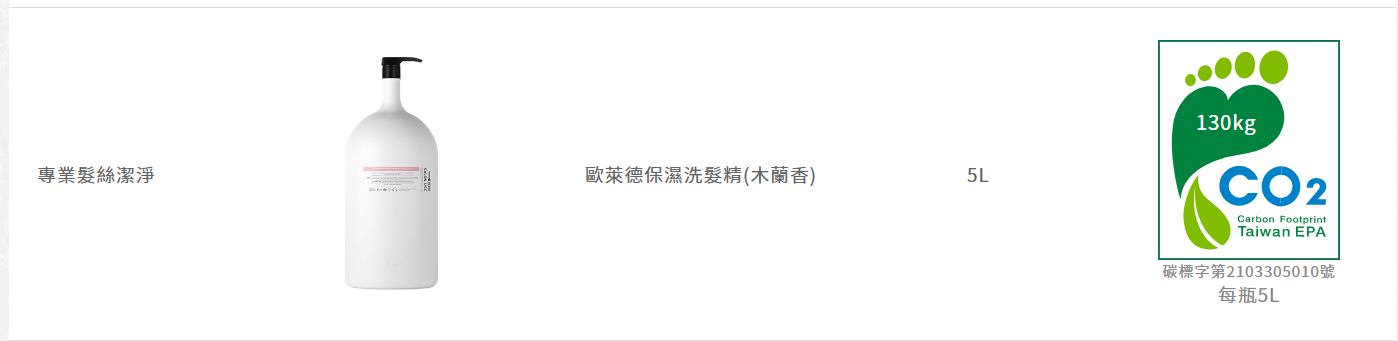 專業髮絲潔淨
歐萊德保濕洗髮精(木蘭香)
5L
130kg
CO2
Carbon Footprint
Taiwan EPA
碳標字第2103305010號
每瓶5L